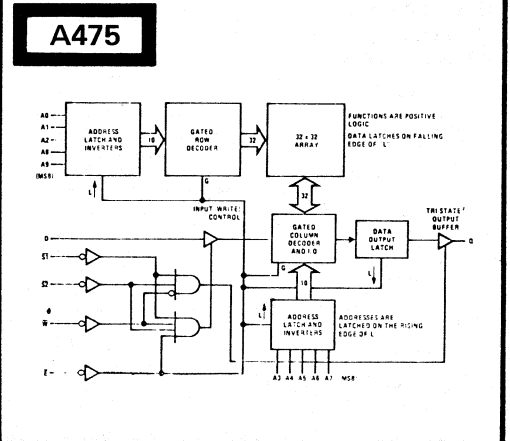 A475
A0
A1
A2
A8
A9
(MSB)
ADDRESS
LATCH AND
INVERTERS
10
GATED
ROW
DECODER
32
32 x 32
ARRAY
FUNCTIONS ARE POSITIVE
LOGIC
DATA LATCHES ON FALLING
EDGE OF L
L
G
32
INPUT WRITE
CONTROL
TRI STATE
OUTPUT
BUFFER
D
GATED
COLUMN
DECODER
AND I O
DATA
OUTPUT
LATCH
Q
S1
G
L
S2
10
L
W
ADDRESS
LATCH AND
INVERTERS
ADDRESSES ARE
LATCHED ON THE RISING
EDGE OF L
E
A3 A4 A5 A6 A7 MSB